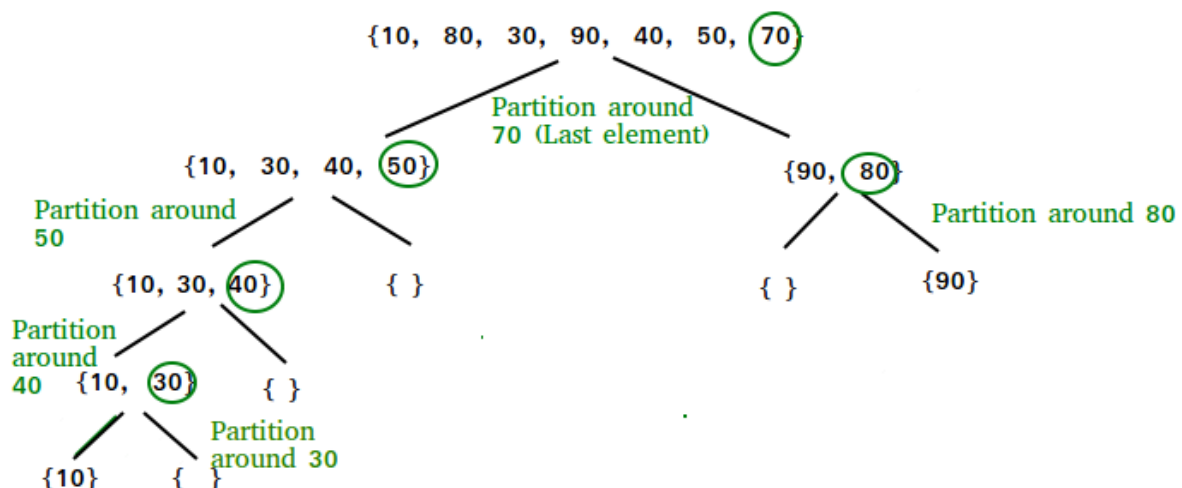 {10, 80, 30, 90, 40, 50, 70}
Partition around
70 (Last element)
{10, 30, 40, 50}
{90, 80}
Partition around
50
Partition around 80
{10, 30, 40}
{ }
{ }
{90}
Partition
around
40
{10, 30}
{ }
Partition
around 30
{10}
{ }